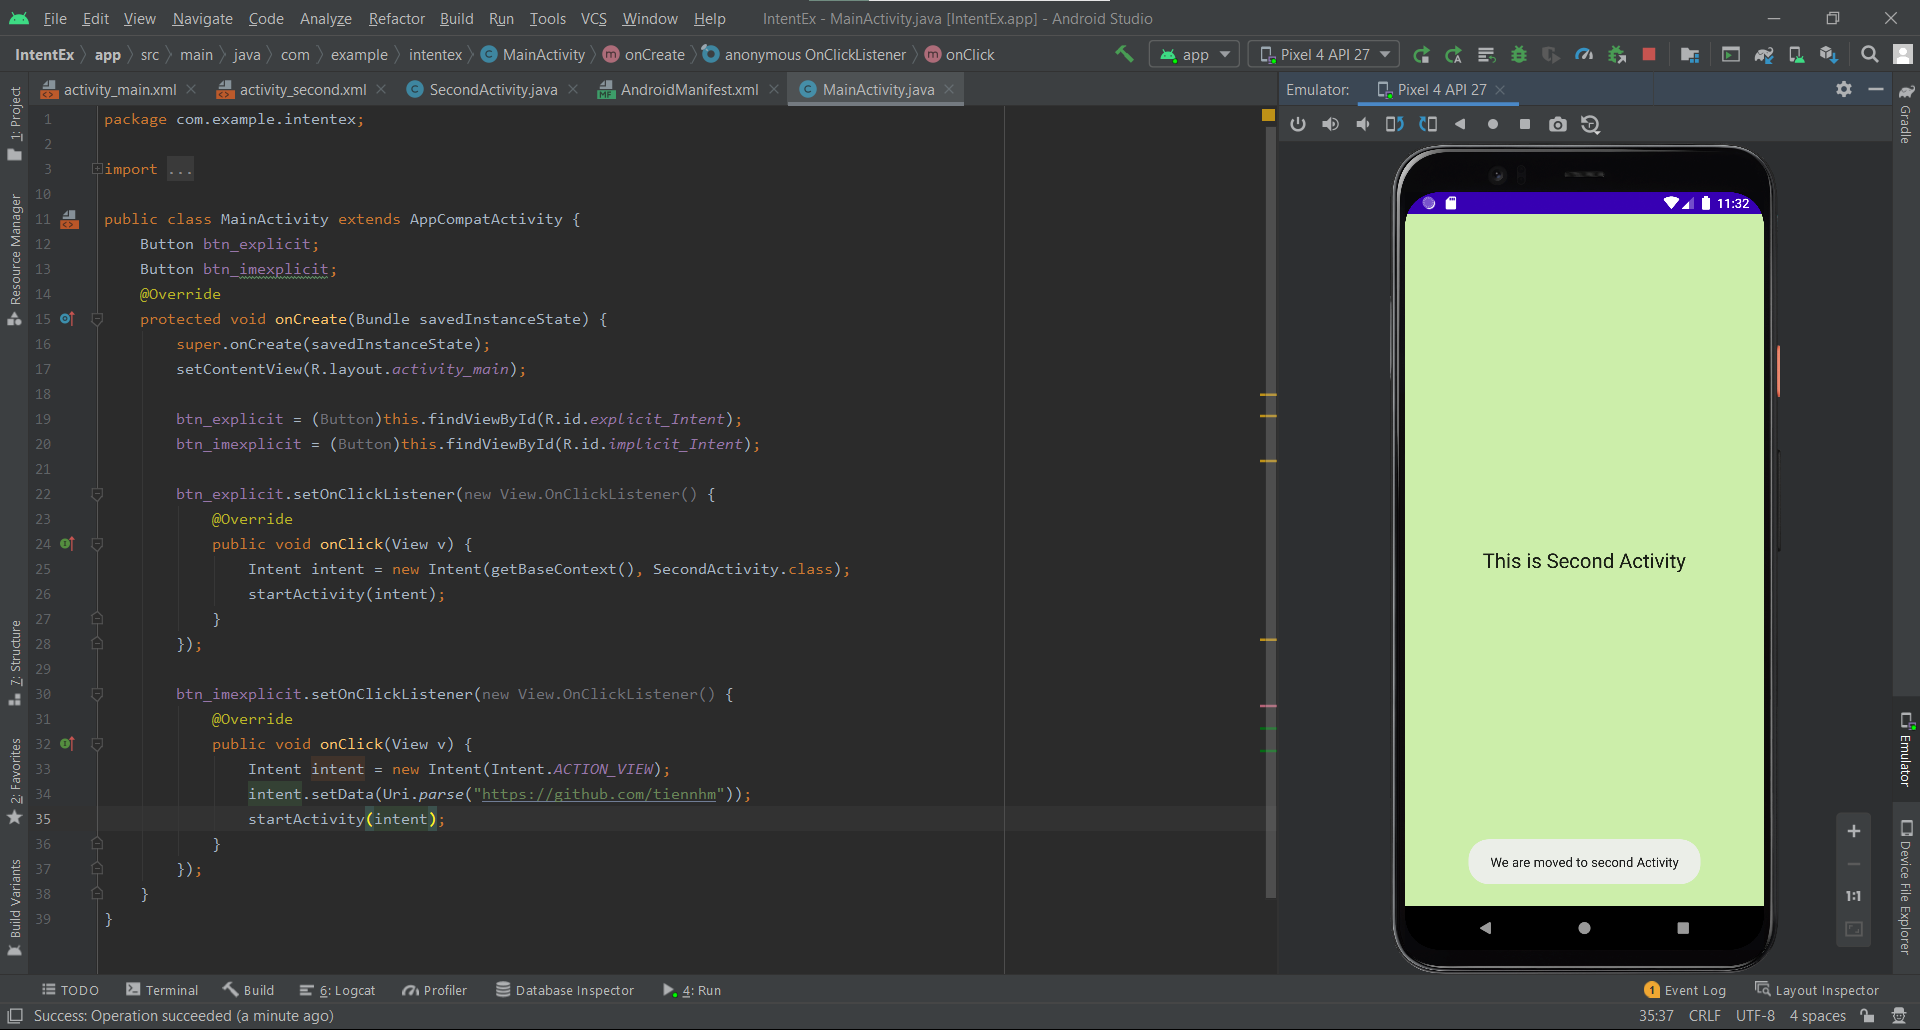 File Edit View Navigate Code Analyze Refactor Build Run Tools VCS Window Help IntentEx - MainActivity.java [IntentEx.app] - Android Studio
IntentEx app src main java com example intentex MainActivity onCreate anonymous OnClickListener onClick app Pixel 4 API 27
activity_main.xml activity_second.xml SecondActivity.java AndroidManifest.xml MainActivity.java
Emulator: Pixel 4 API 27
1: Project
Resource Manager
7: Structure
2: Favorites
Build Variants
1 package com.example.intentex;
2
3 import ...
10
11 public class MainActivity extends AppCompatActivity {
12 Button btn_explicit;
13 Button btn_imexplicit;
14 @Override
15 protected void onCreate(Bundle savedInstanceState) {
16 super.onCreate(savedInstanceState);
17 setContentView(R.layout.activity_main);
18
19 btn_explicit = (Button)this.findViewById(R.id.explicit_Intent);
20 btn_imexplicit = (Button)this.findViewById(R.id.implicit_Intent);
21
22 btn_explicit.setOnClickListener(new View.OnClickListener() {
23 @Override
24 public void onClick(View v) {
25 Intent intent = new Intent(getBaseContext(), SecondActivity.class);
26 startActivity(intent);
27 }
28 });
29
30 btn_imexplicit.setOnClickListener(new View.OnClickListener() {
31 @Override
32 public void onClick(View v) {
33 Intent intent = new Intent(Intent.ACTION_VIEW);
34 intent.setData(Uri.parse("https://github.com/tiennhm"));
35 startActivity(intent);
36 }
37 });
38 }
39 }
11:32
This is Second Activity
We are moved to second Activity
1:1
Gradle
Emulator
Device File Explorer
TODO Terminal Build 6: Logcat Profiler Database Inspector 4: Run 1 Event Log Layout Inspector
Success: Operation succeeded (a minute ago) 35:37 CRLF UTF-8 4 spaces